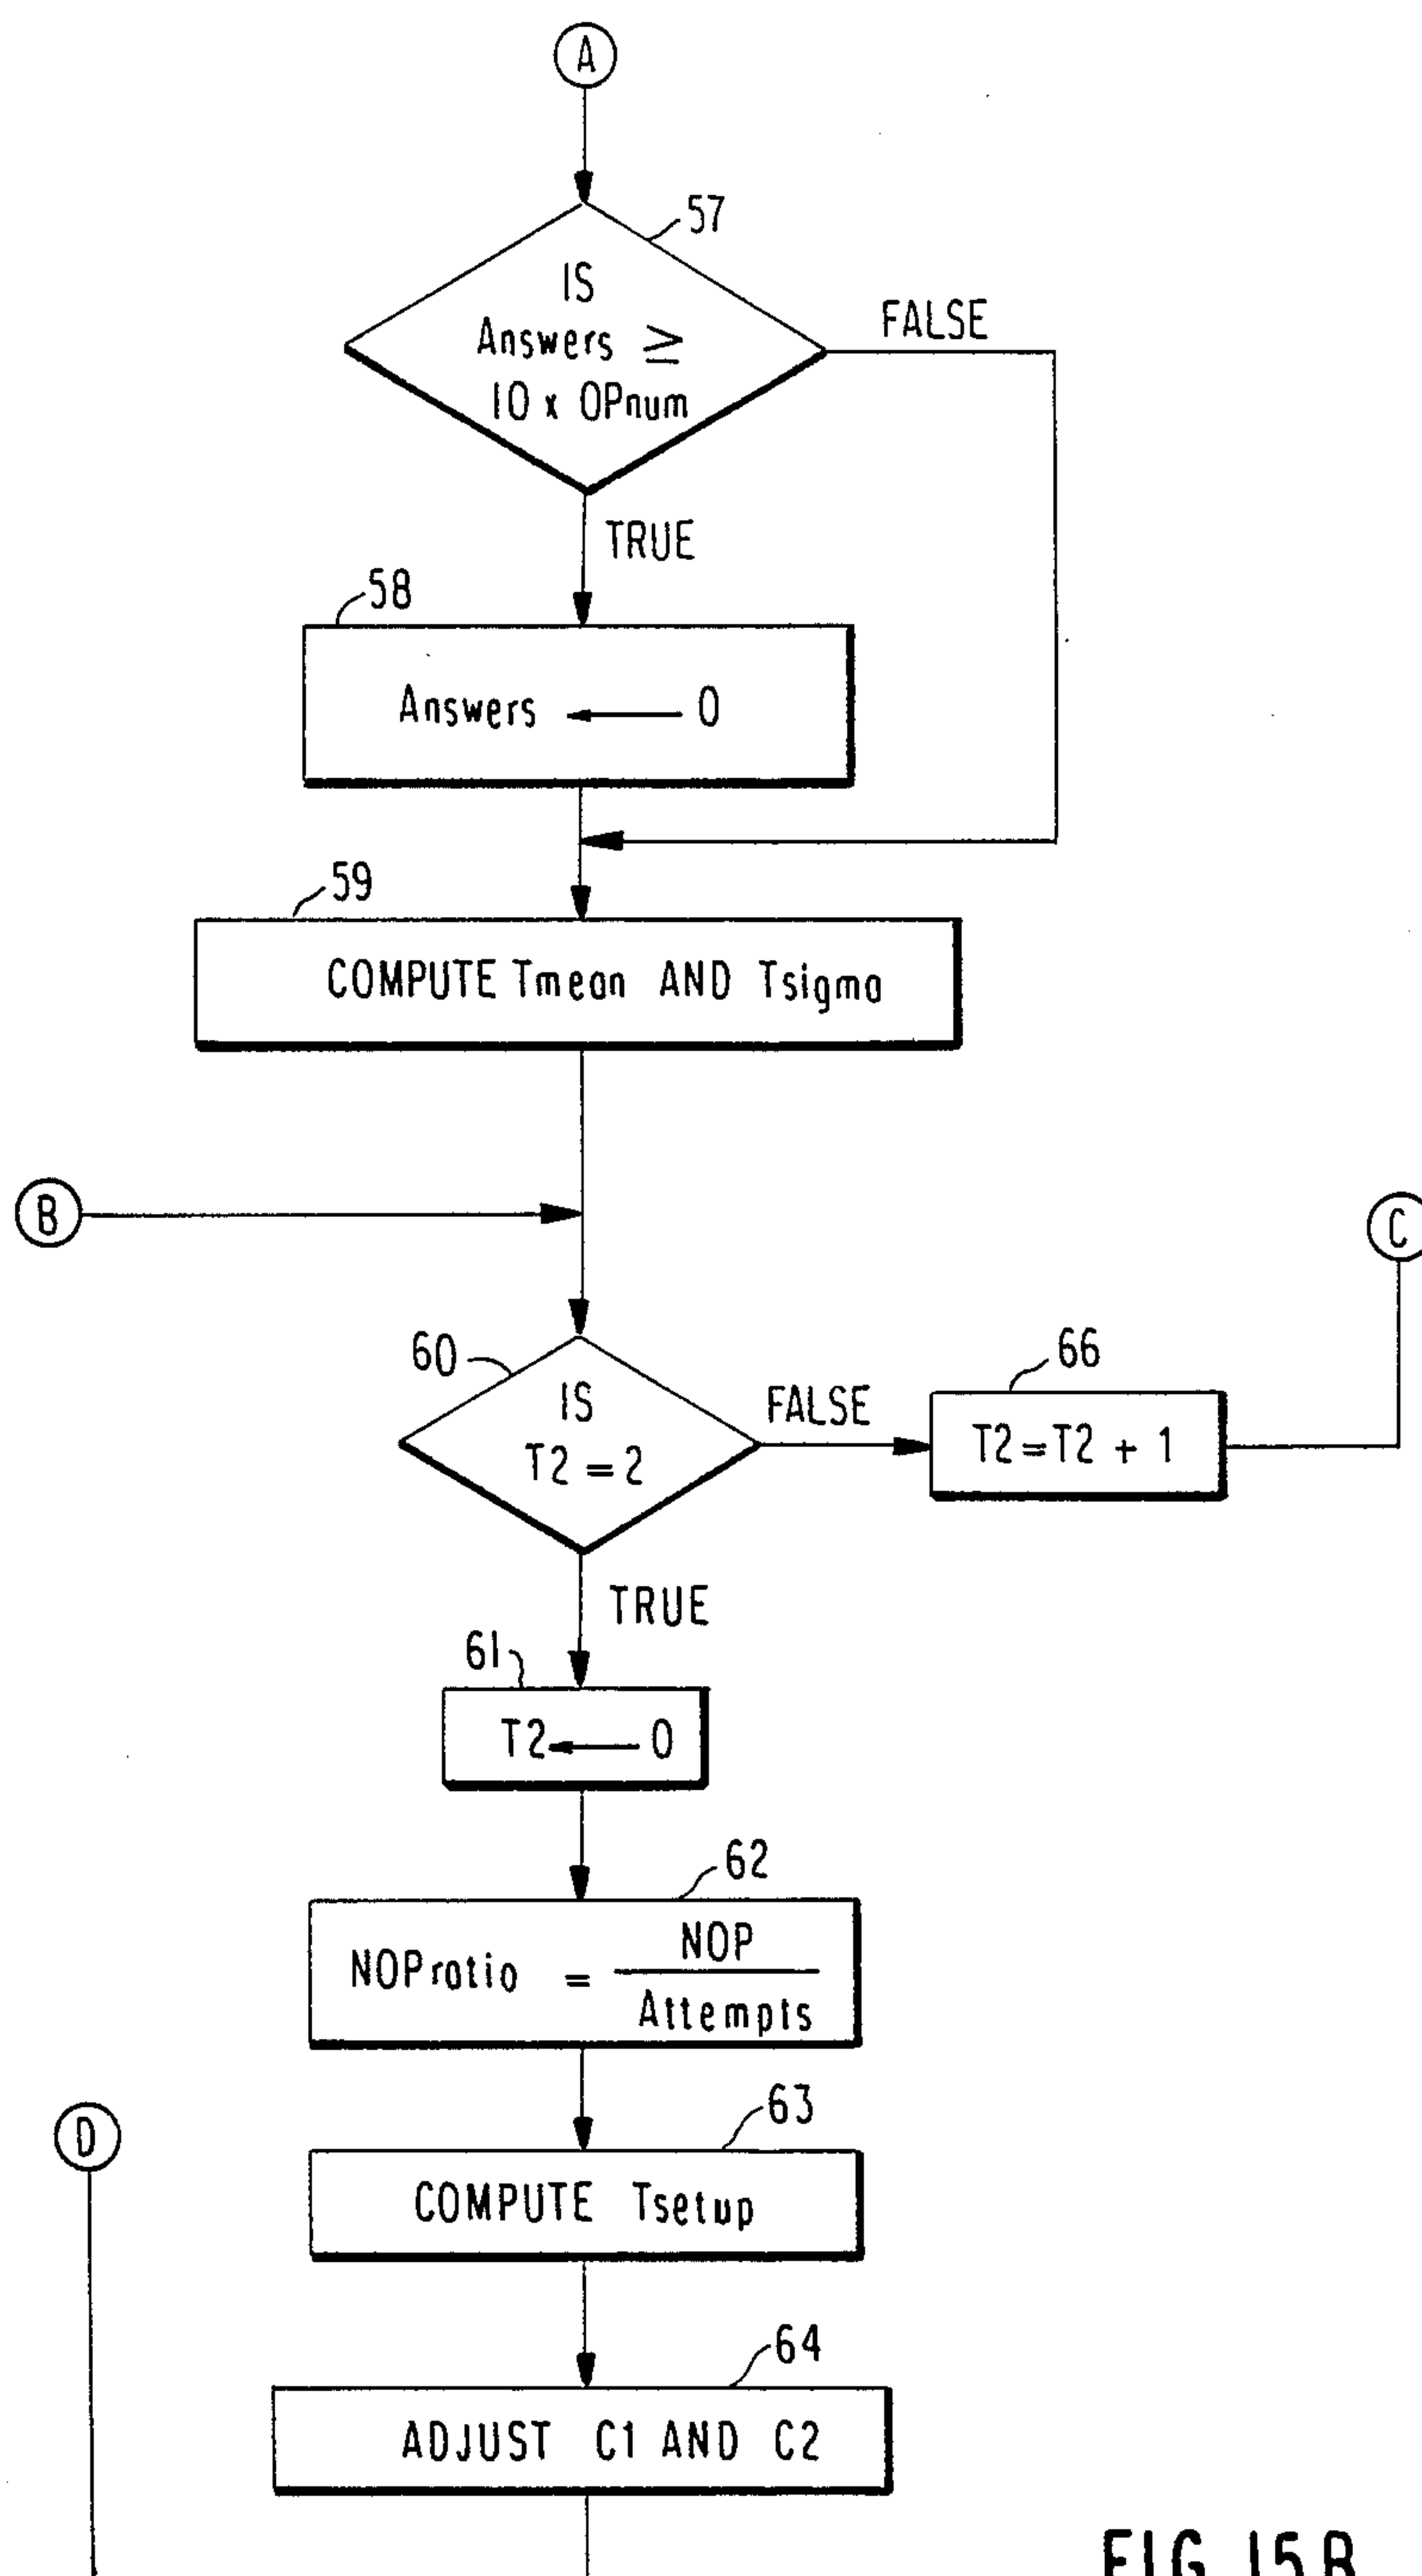 A
57
IS
Answers ≥
10 x OPnum
FALSE
TRUE
58
Answers ← 0
59
COMPUTE Tmean AND Tsigma
B
C
60
IS
T2 = 2
FALSE
66
T2 = T2 + 1
TRUE
61
T2 ← 0
62
NOPratio = NOP
Attempts
63
COMPUTE Tsetup
D
64
ADJUST C1 AND C2
FIG. 15B